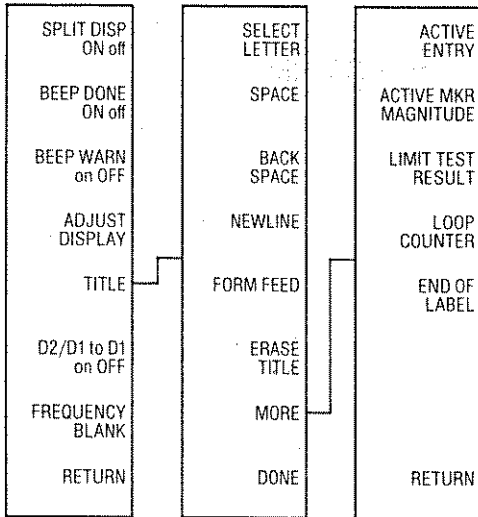 SPLIT DISP
ON off
BEEP DONE
ON off
BEEP WARN
on OFF
ADJUST
DISPLAY
TITLE
D2/D1 to D1
on OFF
FREQUENCY
BLANK
RETURN
SELECT
LETTER
SPACE
BACK
SPACE
NEWLINE
FORM FEED
ERASE
TITLE
MORE
DONE
ACTIVE
ENTRY
ACTIVE MKR
MAGNITUDE
LIMIT TEST
RESULT
LOOP
COUNTER
END OF
LABEL
RETURN